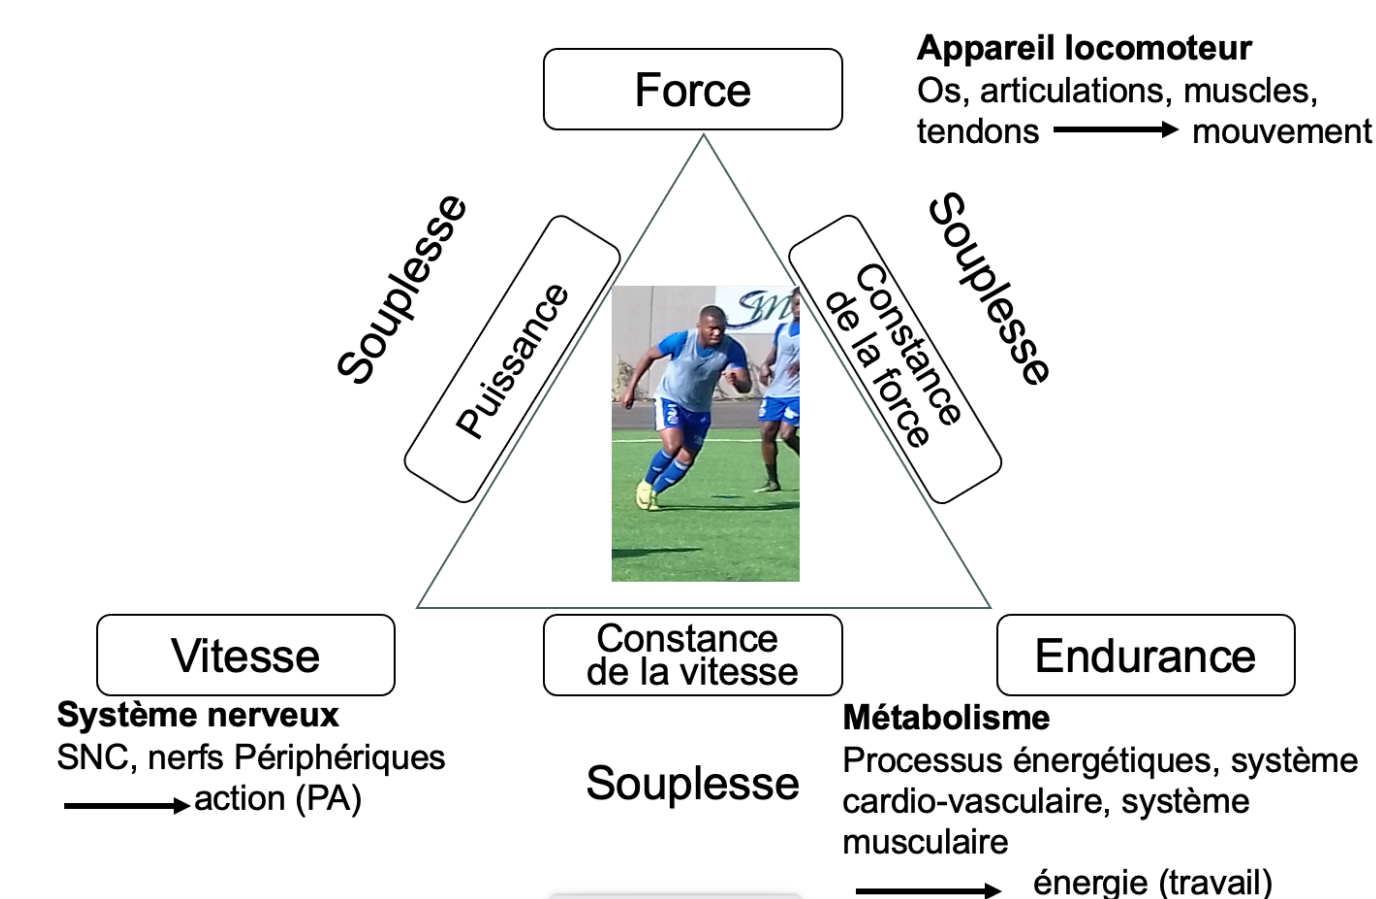 Force
Appareil locomoteur
Os, articulations, muscles,
tendons mouvement
Souplesse
Puissance
Constance
de la force
Souplesse
Sm
Vitesse
Constance
de la vitesse
Endurance
Système nerveux
SNC, nerfs Périphériques
action (PA)
Souplesse
Métabolisme
Processus énergétiques, système
cardio-vasculaire, système
musculaire
énergie (travail)